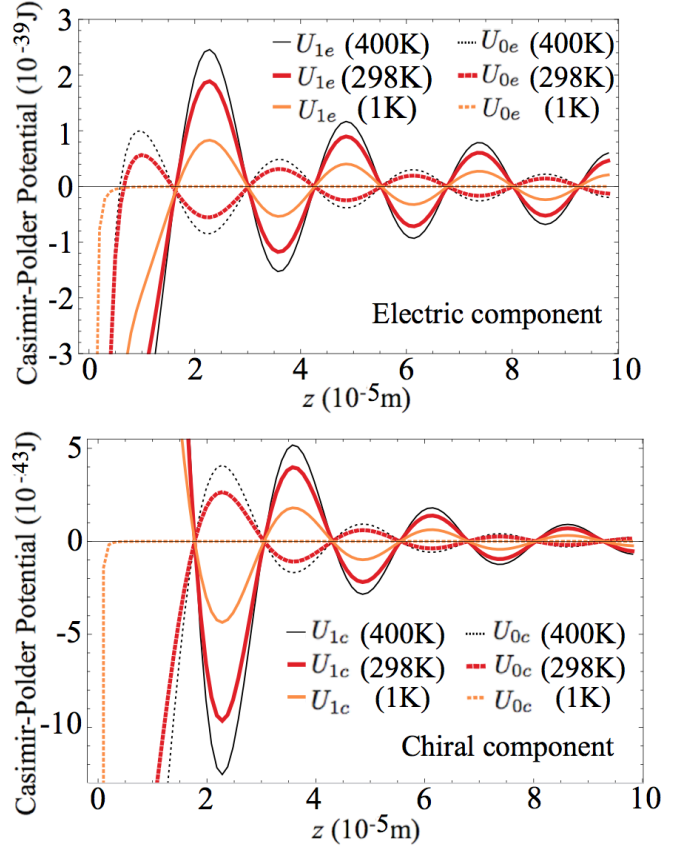 Casimir-Polder Potential (10⁻³⁹J)
3
2
1
0
-1
-2
-3
U₁ₑ (400K) U₀ₑ (400K)
U₁ₑ (298K) U₀ₑ (298K)
U₁ₑ (1K) U₀ₑ (1K)
Electric component
0 2 4 6 8 10
z (10⁻⁵m)
Casimir-Polder Potential (10⁻⁴³J)
5
0
-5
-10
U₁c (400K) U₀c (400K)
U₁c (298K) U₀c (298K)
U₁c (1K) U₀c (1K)
Chiral component
0 2 4 6 8 10
z (10⁻⁵m)